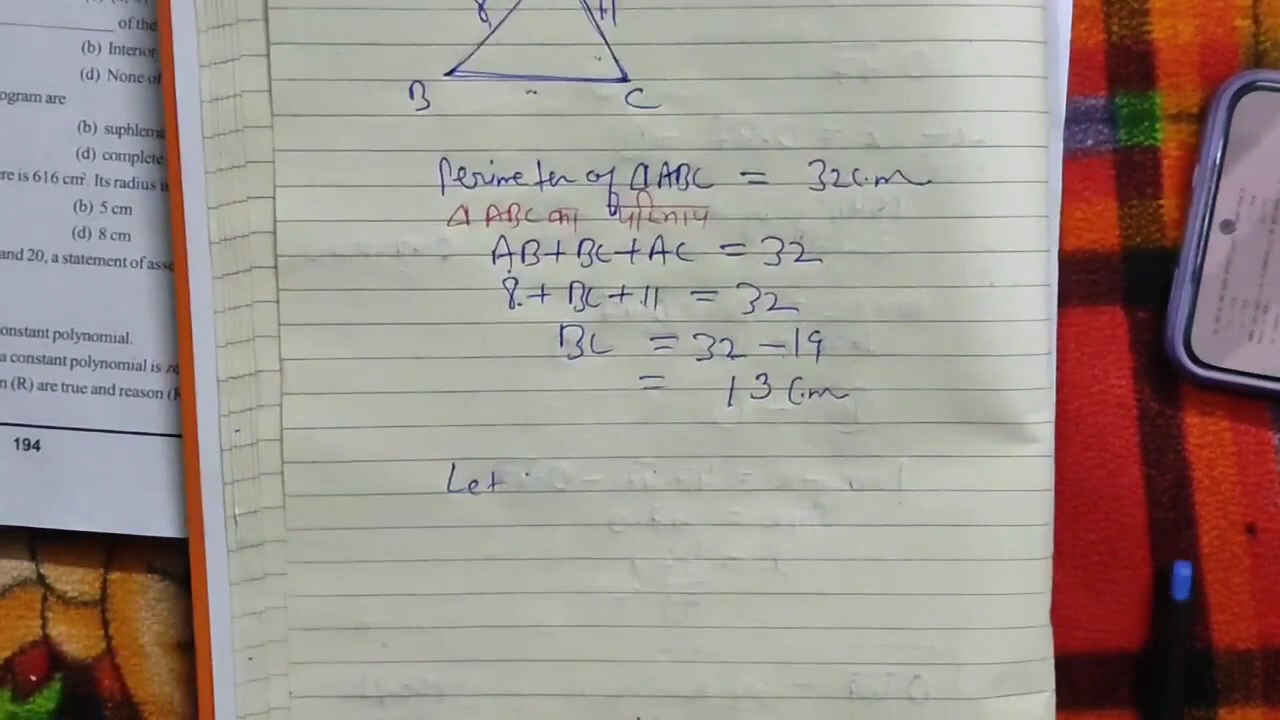 of the
(b) Interior
(d) None of
ogram are
(b) suphleme
(d) complete
re is 616 cm². Its radius i
(b) 5 cm
(d) 8 cm
and 20, a statement of asse
onstant polynomial.
a constant polynomial is
n (R) are true and reason (
194
8
11
B
C
Perimeter of ΔABC = 32cm
Δ ABC का परिमाप
AB+BC+AC = 32
8+ BC+11 = 32
BC = 32-19
= 13 cm
Let